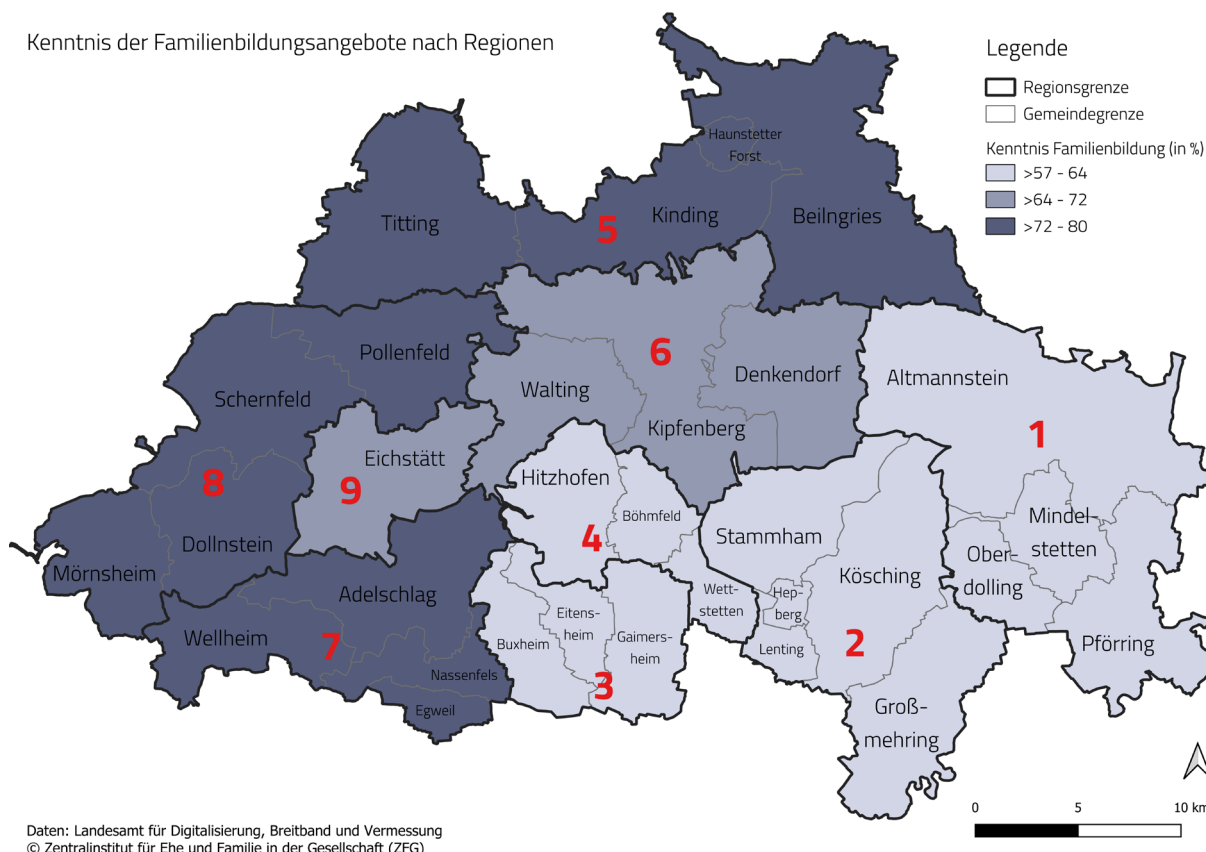 Kenntnis der Familienbildungsangebote nach Regionen
Legende
Regionsgrenze
Gemeindegrenze
Kenntnis Familienbildung (in %)
>57 - 64
>64 - 72
>72 - 80
Haunstetter
Forst
Titting
5
Kinding
Beilngries
Pollenfeld
6
Schernfeld
Walting
Denkendorf
Altmannstein
Kipfenberg
1
Eichstätt
8
9
Hitzhofen
Böhmfeld
4
Stammham
Mindel-
stetten
Dollnstein
Mörnsheim
Ober-
dolling
Kösching
Adelschlag
Wett-
stetten
Hep-
berg
Wellheim
7
Buxheim
Eitens-
heim
Gaimers-
heim
Lenting
2
Pförring
Nassenfels
3
Egweil
Groß-
mehring
0 5 10 km
Daten: Landesamt für Digitalisierung, Breitband und Vermessung
© Zentralinstitut für Ehe und Familie in der Gesellschaft (ZFG)